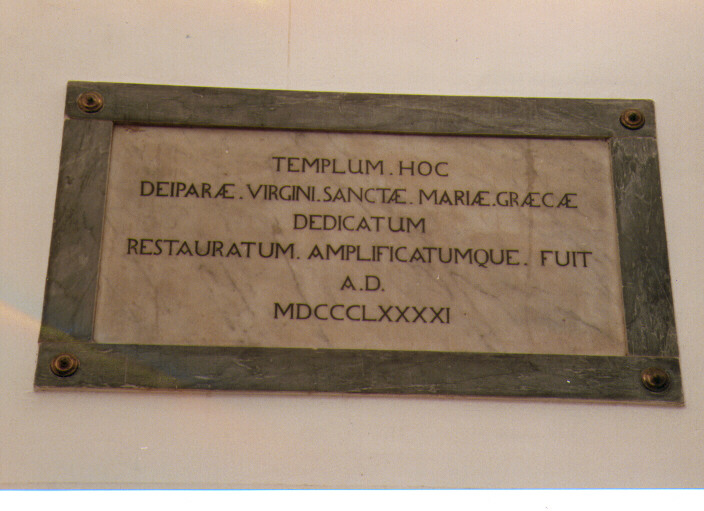 TEMPLUM. HOC
DEIPARÆ. VIRGINI. SANCTÆ. MARIÆ. GRÆCÆ
DEDICATUM
RESTAURATUM. AMPLIFICATUMQUE. FUIT
A.D.
MDCCCLXXXXI